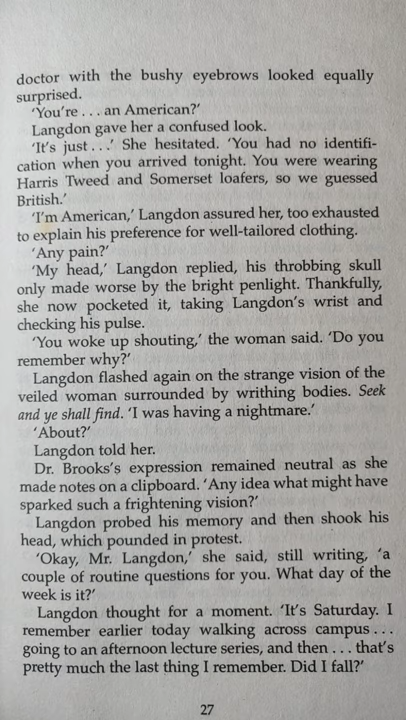 doctor with the bushy eyebrows looked equally
surprised.
'You're . . . an American?'
Langdon gave her a confused look.
'It's just . . .' She hesitated. 'You had no identifi-
cation when you arrived tonight. You were wearing
Harris Tweed and Somerset loafers, so we guessed
British.'
'I'm American,' Langdon assured her, too exhausted
to explain his preference for well-tailored clothing.
'Any pain?'
'My head,' Langdon replied, his throbbing skull
only made worse by the bright penlight. Thankfully,
she now pocketed it, taking Langdon's wrist and
checking his pulse.
'You woke up shouting,' the woman said. 'Do you
remember why?'
Langdon flashed again on the strange vision of the
veiled woman surrounded by writhing bodies. Seek
and ye shall find. 'I was having a nightmare.'
'About?'
Langdon told her.
Dr. Brooks's expression remained neutral as she
made notes on a clipboard. 'Any idea what might have
sparked such a frightening vision?'
Langdon probed his memory and then shook his
head, which pounded in protest.
'Okay, Mr. Langdon,' she said, still writing, 'a
couple of routine questions for you. What day of the
week is it?'
Langdon thought for a moment. 'It's Saturday. I
remember earlier today walking across campus . . .
going to an afternoon lecture series, and then . . . that's
pretty much the last thing I remember. Did I fall?'
27